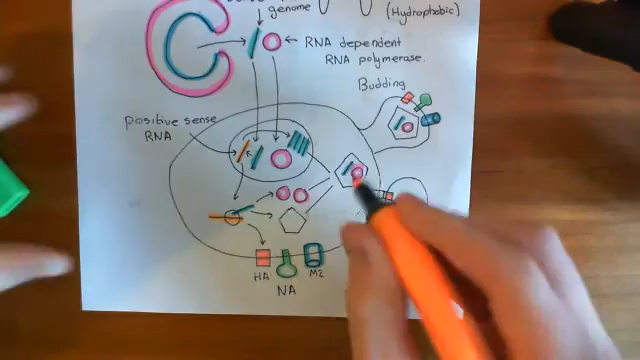 genome
(Hydrophobic)
RNA dependent
RNA polymerase.
Budding
positive sense
RNA
HA
NA
M2